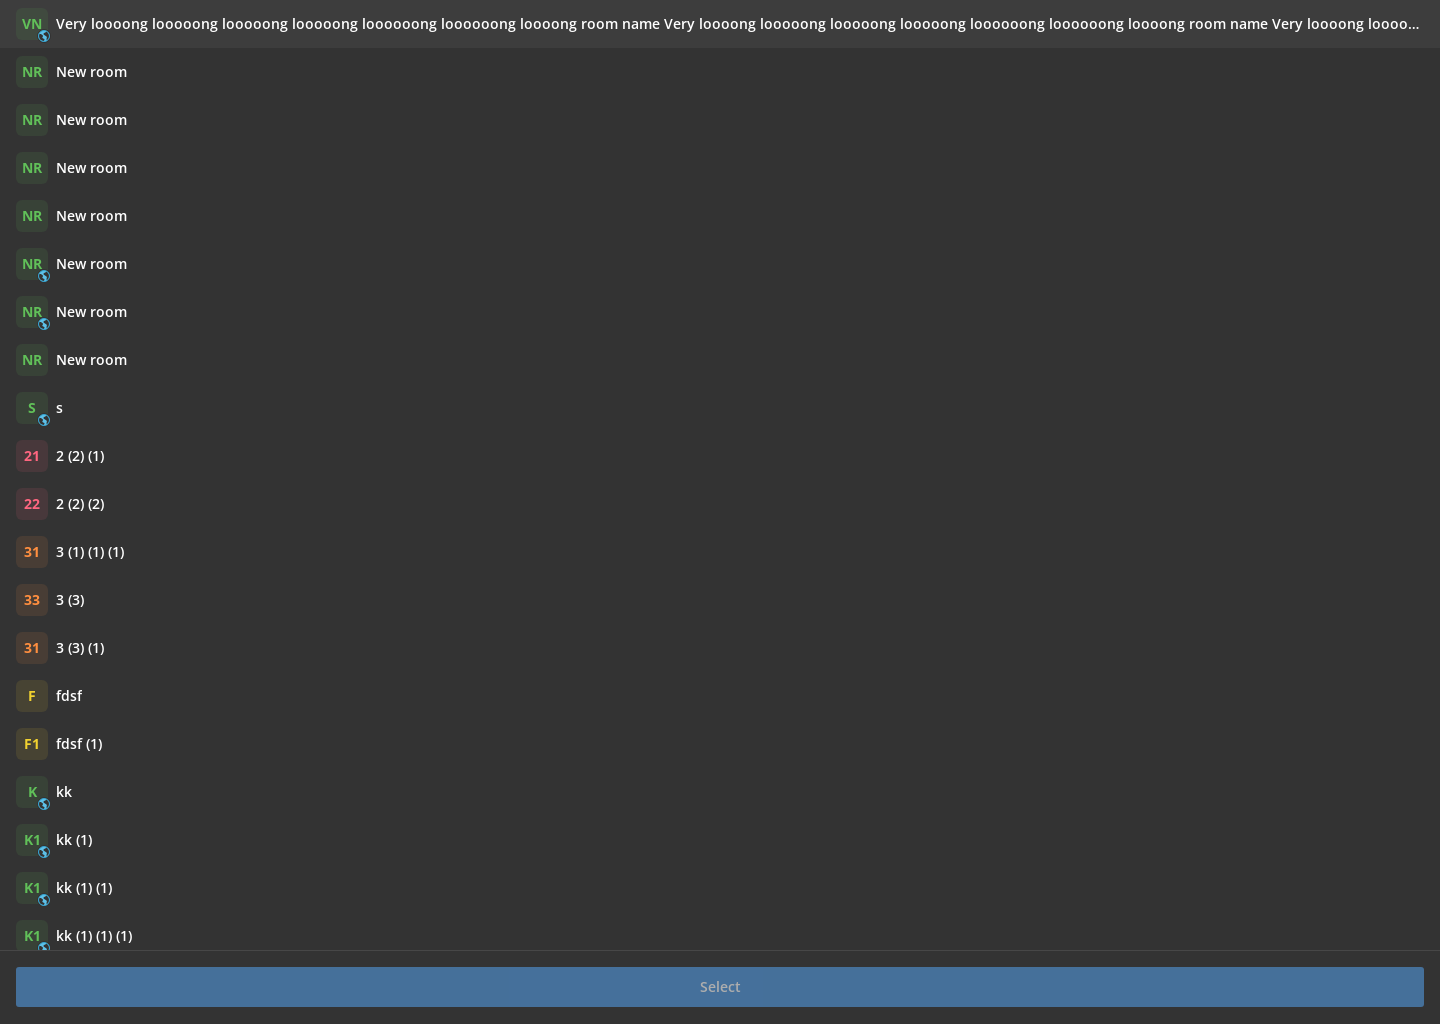 VN Very loooong looooong looooong looooong loooooong loooooong loooong room name Very loooong looooong looooong looooong loooooong loooooong loooong room name Very loooong loooo...
NR New room
NR New room
NR New room
NR New room
NR New room
NR New room
NR New room
S s
21 2 (2) (1)
22 2 (2) (2)
31 3 (1) (1) (1)
33 3 (3)
31 3 (3) (1)
F fdsf
F1 fdsf (1)
K kk
K1 kk (1)
K1 kk (1) (1)
K1 kk (1) (1) (1)
Select